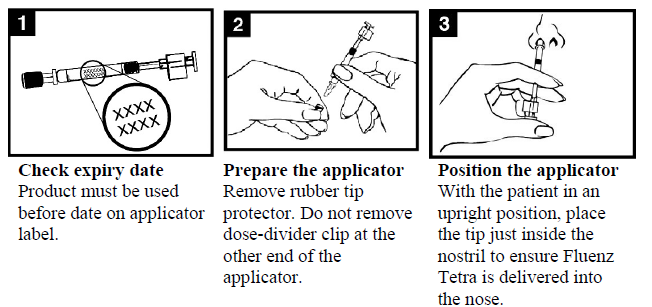 1
XXXX
XXXX
Check expiry date
Product must be used
before date on applicator
label.
2
Prepare the applicator
Remove rubber tip
protector. Do not remove
dose-divider clip at the
other end of the
applicator.
3
Position the applicator
With the patient in an
upright position, place
the tip just inside the
nostril to ensure Fluenz
Tetra is delivered into
the nose.